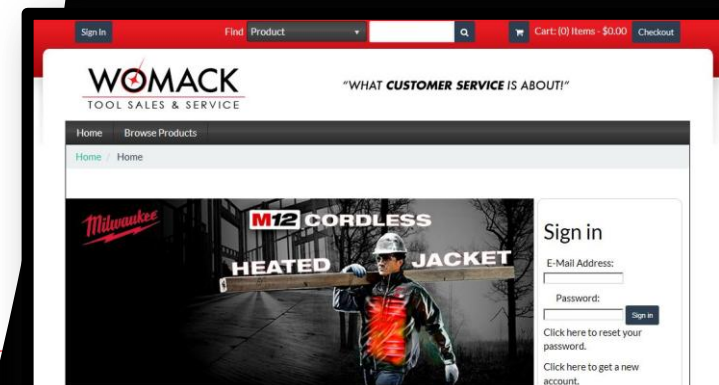 Sign In
Find Product
Cart: (0) Items - $0.00 Checkout
WOMACK
TOOL SALES & SERVICE
"WHAT CUSTOMER SERVICE IS ABOUT!"
Home Browse Products
Home / Home
Milwaukee
M12 CORDLESS
HEATED JACKET
Sign in
E-Mail Address:
Password:
Sign in
Click here to reset your
password.
Click here to get a new
account.